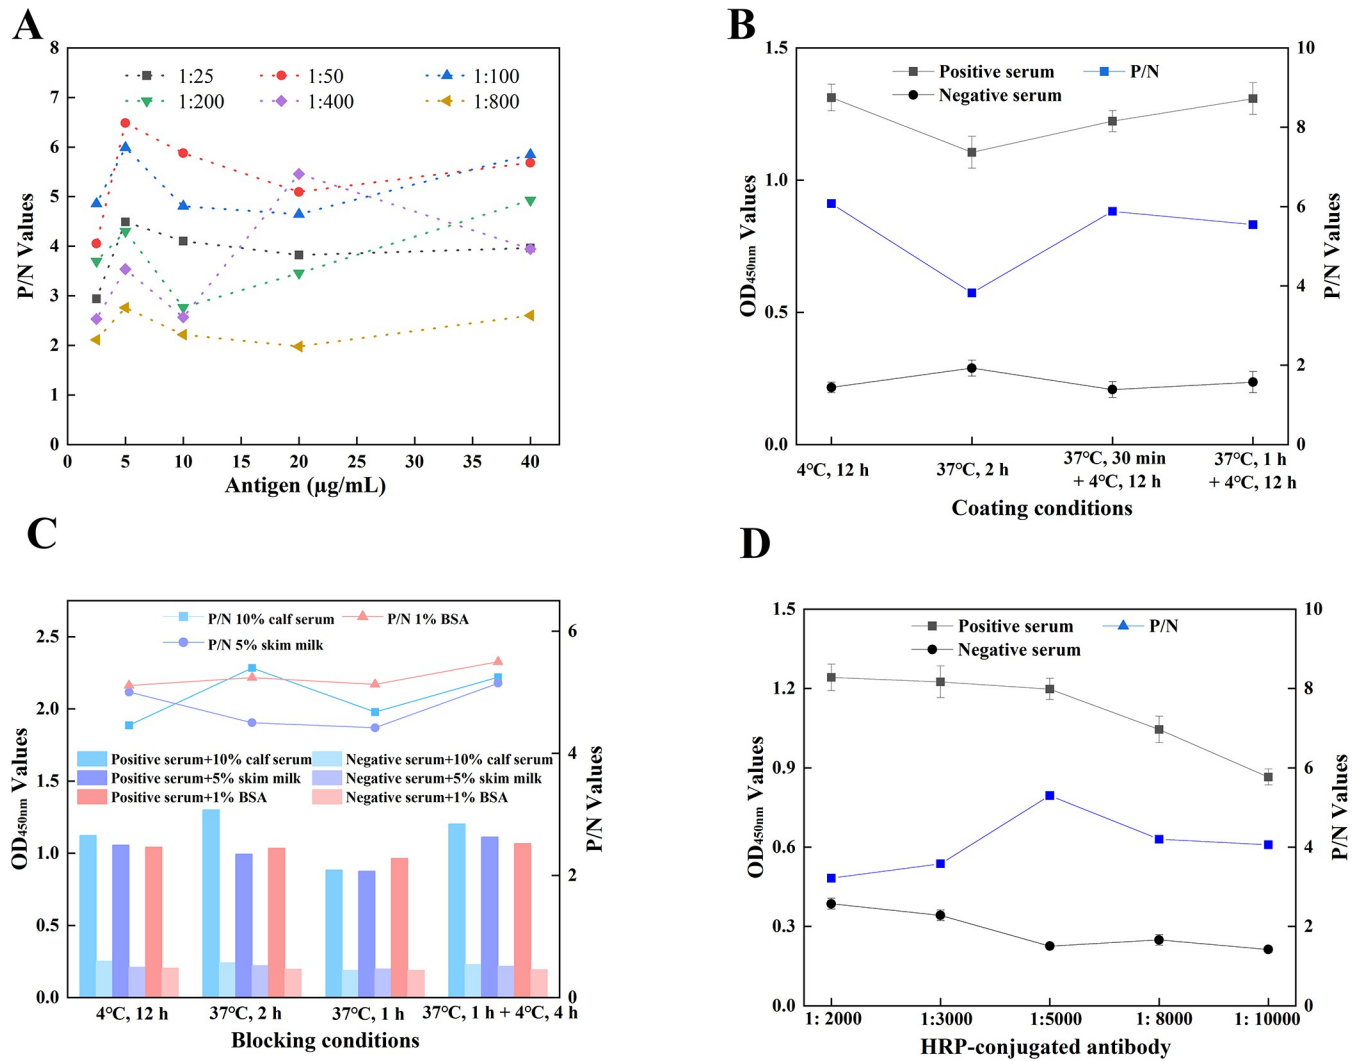 A
8
7
6
5
4
3
2
1
0
P/N Values
1:25 1:50 1:100
1:200 1:400 1:800
0 5 10 15 20 25 30 35 40
Antigen (μg/mL)
B
1.5
1.0
0.5
0.0
OD450nm Values
Positive serum P/N
Negative serum
10
8
6
4
2
0
P/N Values
4°C, 12 h 37°C, 2 h 37°C, 30 min + 4°C, 12 h 37°C, 1 h + 4°C, 12 h
Coating conditions
C
2.5
2.0
1.5
1.0
0.5
0.0
OD450nm Values
P/N 10% calf serum P/N 1% BSA
P/N 5% skim milk
Positive serum+10% calf serum Negative serum+10% calf serum
Positive serum+5% skim milk Negative serum+5% skim milk
Positive serum+1% BSA Negative serum+1% BSA
6
4
2
0
P/N Values
4°C, 12 h 37°C, 2 h 37°C, 1 h 37°C, 1 h + 4°C, 4 h
Blocking conditions
D
1.5
1.2
0.9
0.6
0.3
0.0
OD450nm Values
Positive serum P/N
Negative serum
10
8
6
4
2
0
P/N Values
1: 2000 1:3000 1:5000 1:8000 1: 10000
HRP-conjugated antibody